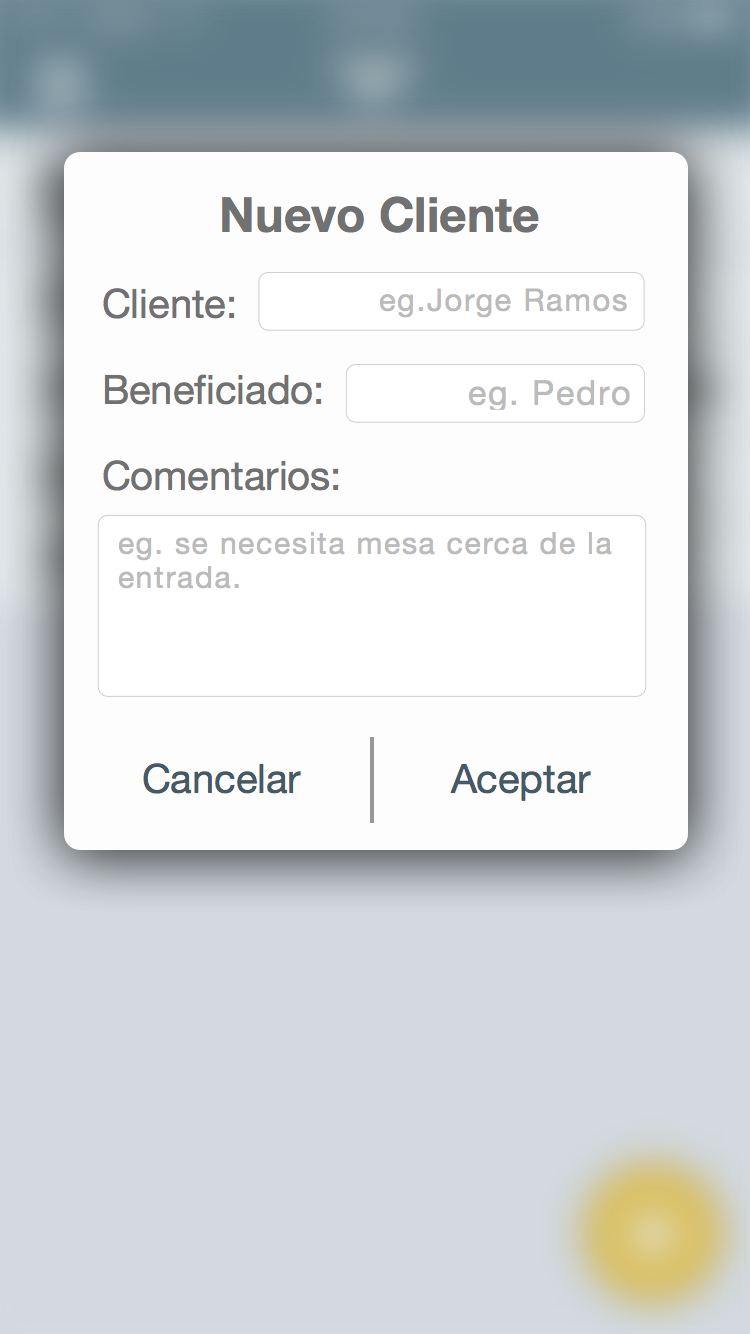 Nuevo Cliente
Cliente: eg.Jorge Ramos
Beneficiado: eg. Pedro
Comentarios:
eg. se necesita mesa cerca de la
entrada.
Cancelar Aceptar